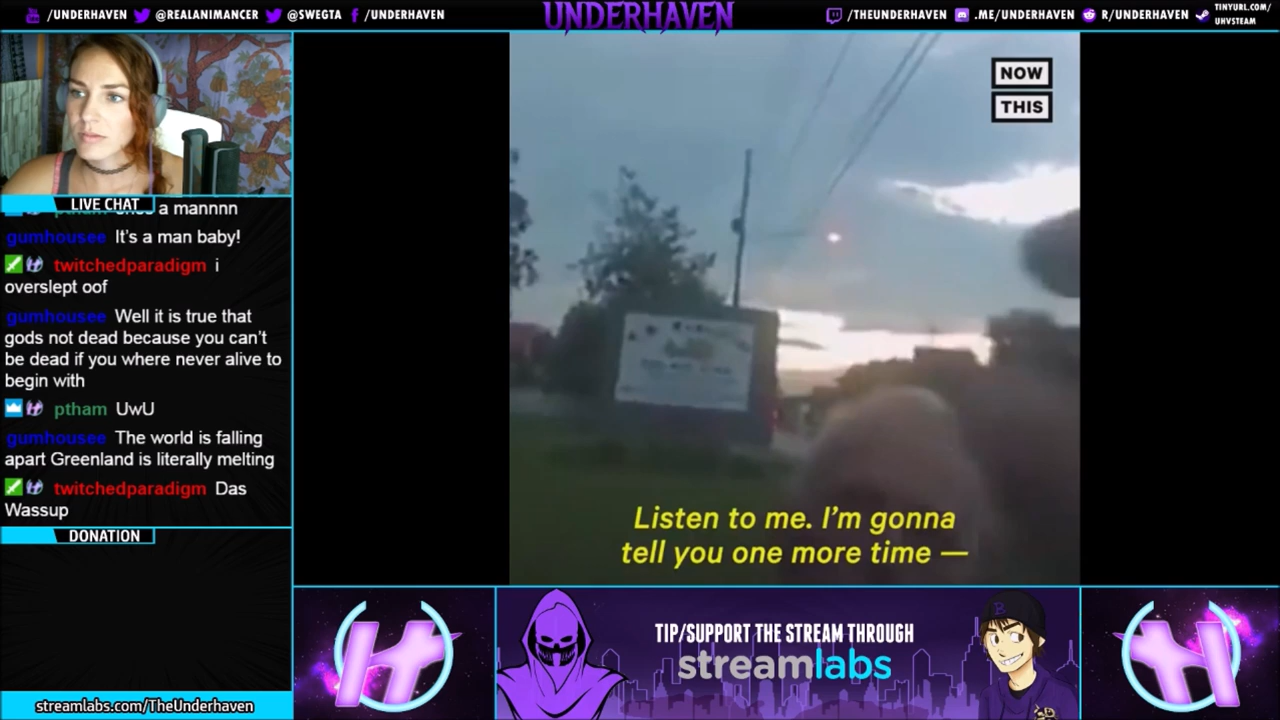 /UNDERHAVEN @REALANIMANCER @SWEGTA /UNDERHAVEN
UNDERHAVEN
/THEUNDERHAVEN .ME/UNDERHAVEN R/UNDERHAVEN TINYURL.COM/
UHVSTEAM
NOW
THIS
LIVE CHAT
ptham a mannnn
gumhousee It's a man baby!
twitchedparadigm i
overslept oof
gumhousee Well it is true that
gods not dead because you can't
be dead if you where never alive to
begin with
ptham UwU
gumhousee The world is falling
apart Greenland is literally melting
twitchedparadigm Das
Wassup
DONATION
Listen to me. I'm gonna
tell you one more time —
TIP/SUPPORT THE STREAM THROUGH
streamlabs
streamlabs.com/TheUnderhaven